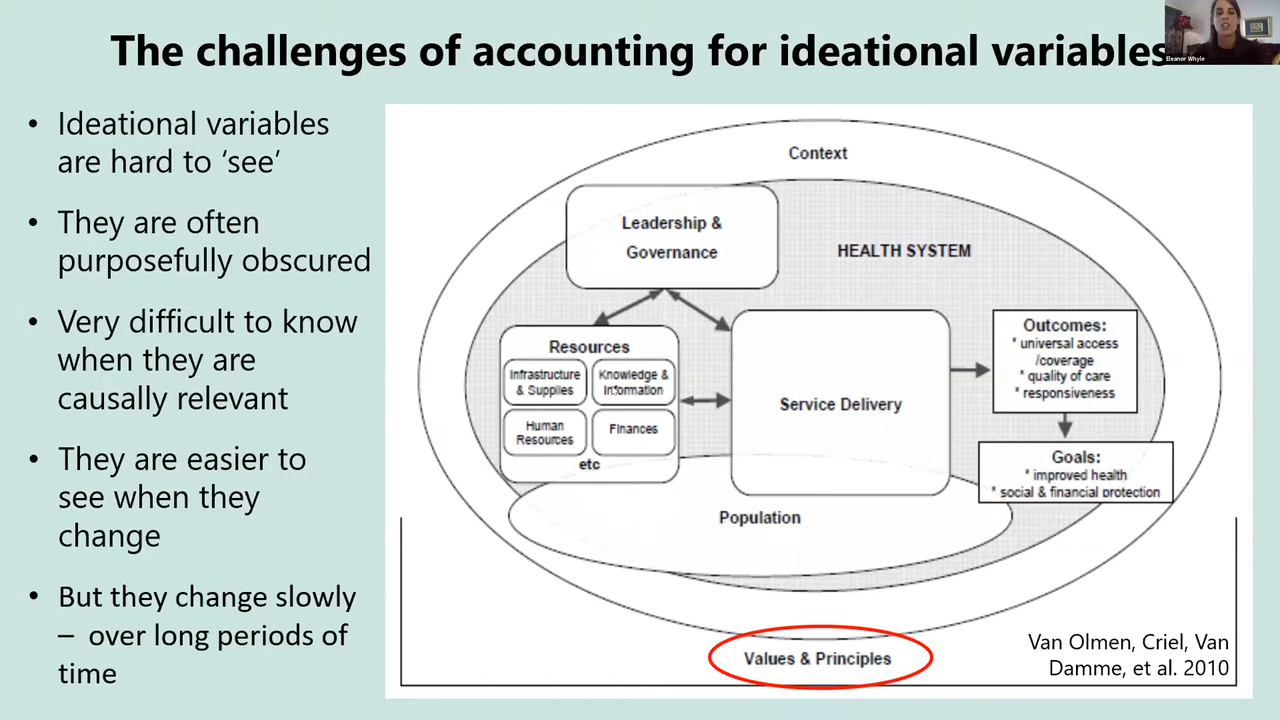 The challenges of accounting for ideational variables
Eleanor Whyle
• Ideational variables
are hard to ‘see’
• They are often
purposefully obscured
• Very difficult to know
when they are
causally relevant
• They are easier to
see when they
change
• But they change slowly
– over long periods of
time
Context
Leadership &
Governance
HEALTH SYSTEM
Resources
Infrastructure
& Supplies
Knowledge &
Information
Human
Resources
Finances
etc
Service Delivery
Outcomes:
* universal access
/coverage
* quality of care
* responsiveness
Goals:
* improved health
* social & financial protection
Population
Values & Principles
Van Olmen, Criel, Van
Damme, et al. 2010